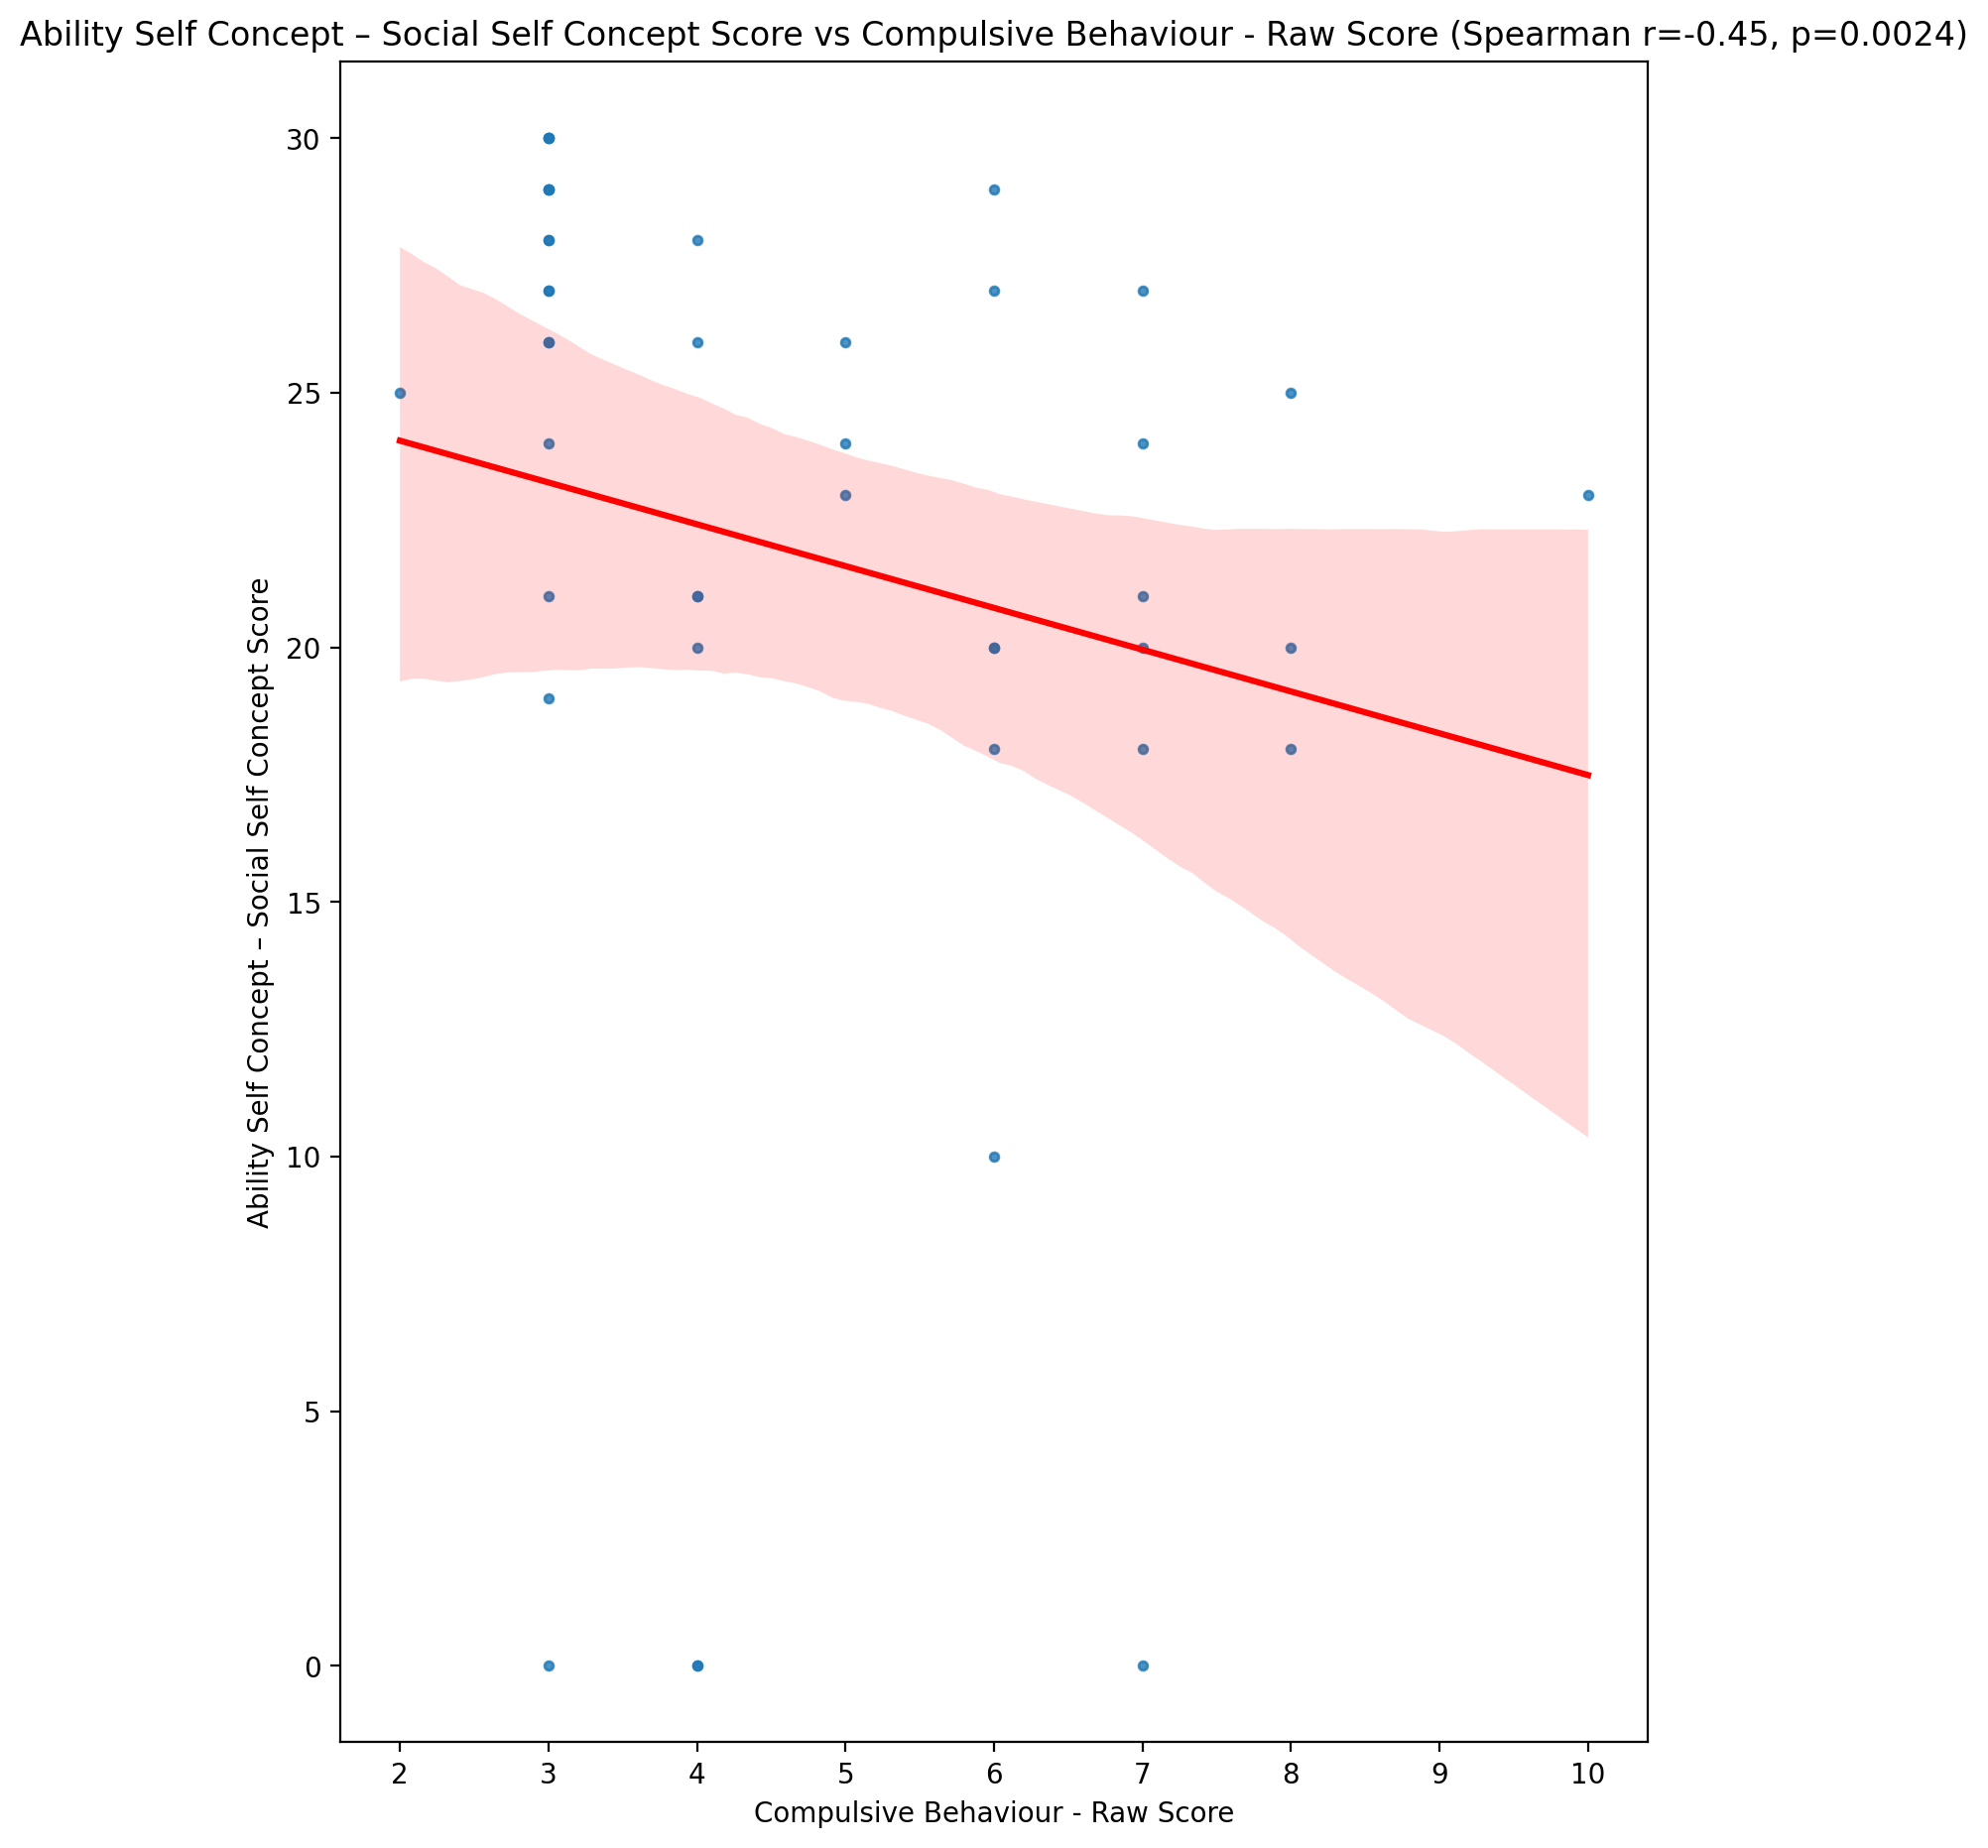 Ability Self Concept – Social Self Concept Score vs Compulsive Behaviour - Raw Score (Spearman r=-0.45, p=0.0024)
Ability Self Concept – Social Self Concept Score
30
25
20
15
10
5
0
2 3 4 5 6 7 8 9 10
Compulsive Behaviour - Raw Score